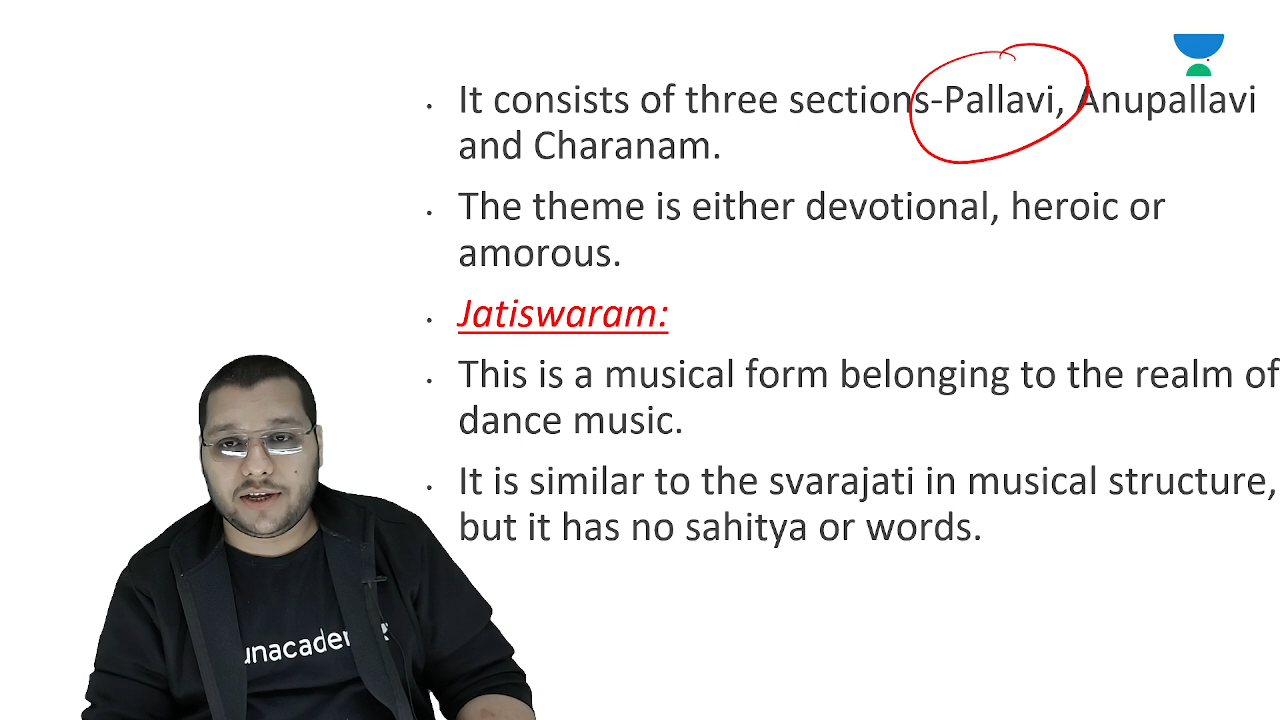 It consists of three sections-Pallavi, Anupallavi
and Charanam.
The theme is either devotional, heroic or
amorous.
Jatiswaram:
This is a musical form belonging to the realm of
dance music.
It is similar to the svarajati in musical structure,
but it has no sahitya or words.